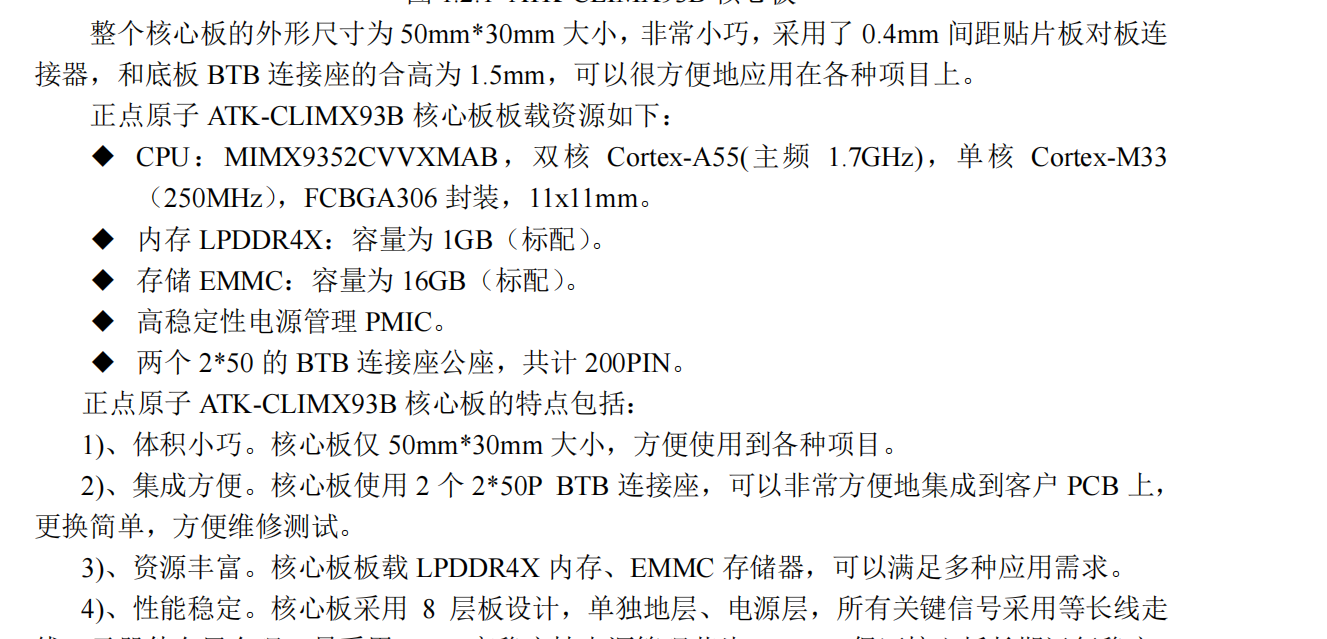 整个核心板的外形尺寸为 50mm*30mm 大小，非常小巧，采用了 0.4mm 间距贴片板对板连
接器，和底板 BTB 连接座的合高为 1.5mm，可以很方便地应用在各种项目上。
正点原子 ATK-CLIMX93B 核心板板载资源如下：
◆ CPU：MIMX9352CVVXMAB，双核 Cortex-A55(主频 1.7GHz)，单核 Cortex-M33
（250MHz），FCBGA306 封装，11x11mm。
◆ 内存 LPDDR4X：容量为 1GB（标配）。
◆ 存储 EMMC：容量为 16GB（标配）。
◆ 高稳定性电源管理 PMIC。
◆ 两个 2*50 的 BTB 连接座公座，共计 200PIN。
正点原子 ATK-CLIMX93B 核心板的特点包括：
1)、体积小巧。核心板仅 50mm*30mm 大小，方便使用到各种项目。
2)、集成方便。核心板使用 2 个 2*50P BTB 连接座，可以非常方便地集成到客户 PCB 上，
更换简单，方便维修测试。
3)、资源丰富。核心板板载 LPDDR4X 内存、EMMC 存储器，可以满足多种应用需求。
4)、性能稳定。核心板采用 8 层板设计，单独地层、电源层，所有关键信号采用等长线走